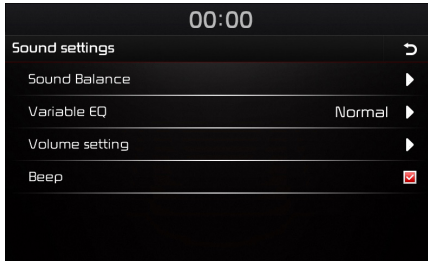 00:00
Sound settings
Sound Balance
Variable EQ Normal
Volume setting
Beep